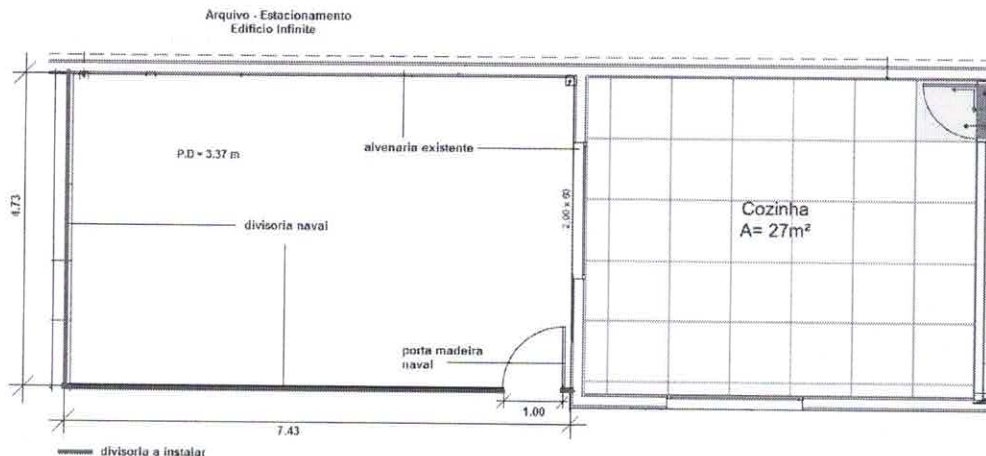 Arquivo - Estacionamento
Edifício Infinite
P.D = 3.37 m
alvenaria existente
4.73
2,00 x 60
Cozinha
A= 27m²
divisoria naval
porta madeira
naval
1.00
7.43
divisoria a instalar